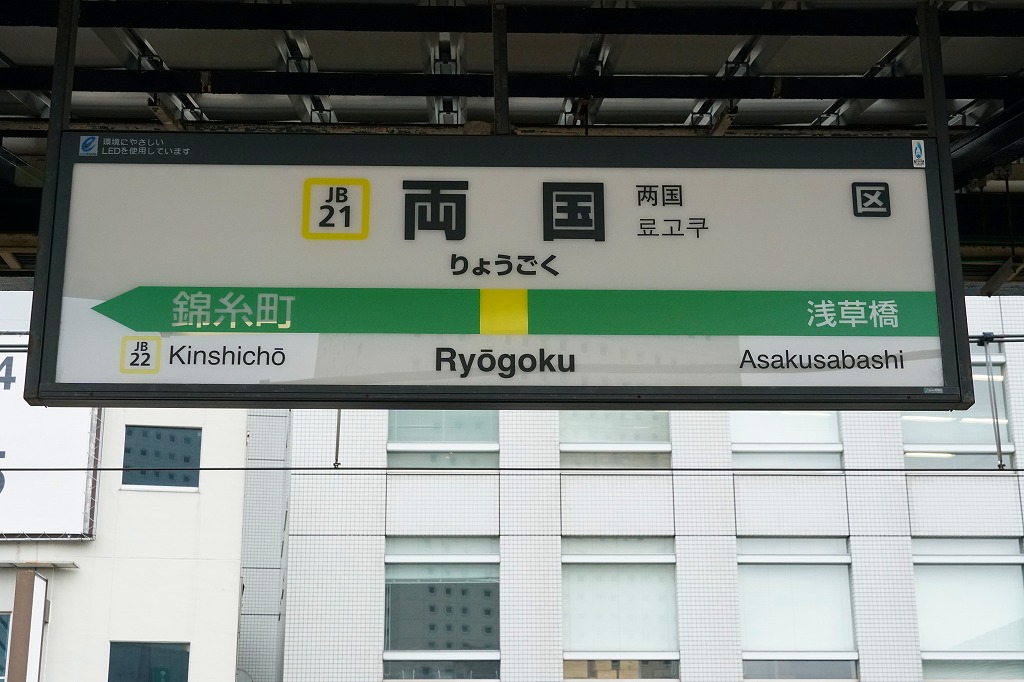 環境にやさしい
LEDを使用しています
JB
21
両国
两国
료고쿠
区
りょうごく
錦糸町
浅草橋
JB
22
Kinshichō
Ryōgoku
Asakusabashi
4